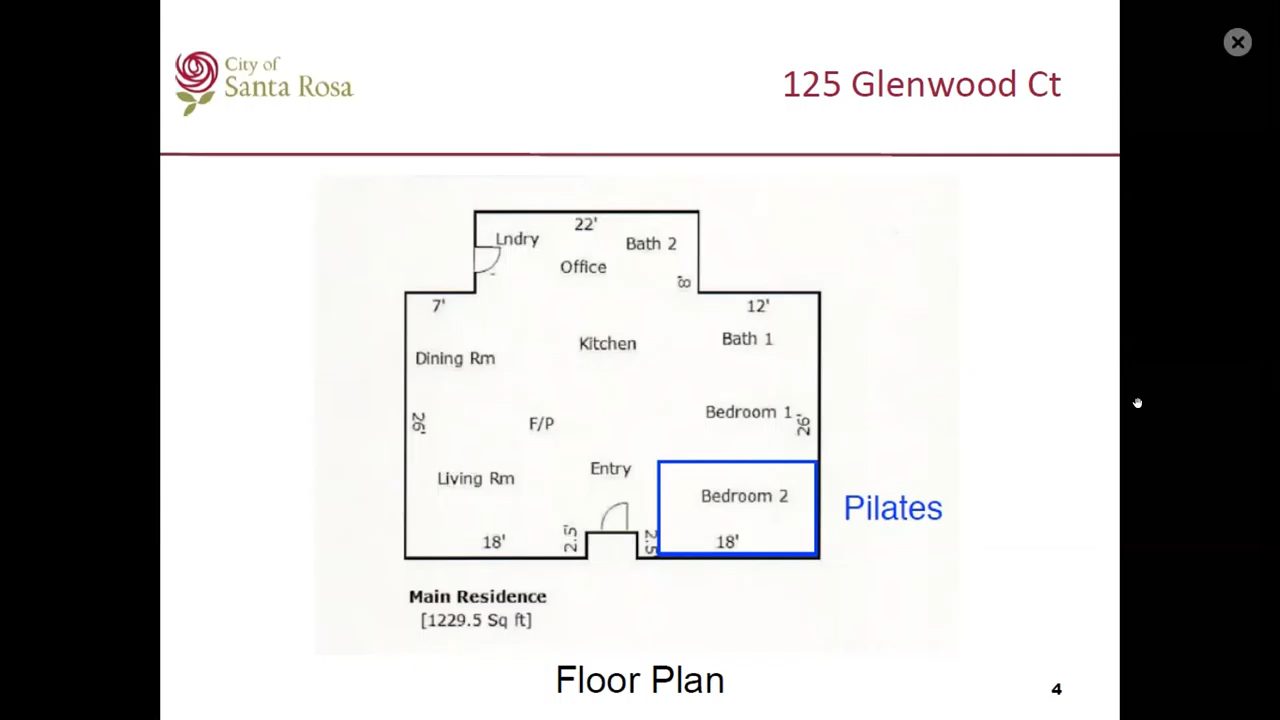 City of
Santa Rosa
125 Glenwood Ct
22'
Lndry
Bath 2
Office
8'
7'
12'
Bath 1
Kitchen
Dining Rm
Bedroom 1
26'
26'
F/P
Entry
Living Rm
Bedroom 2
Pilates
18'
2.5'
2.5'
18'
Main Residence
[1229.5 Sq ft]
Floor Plan
4